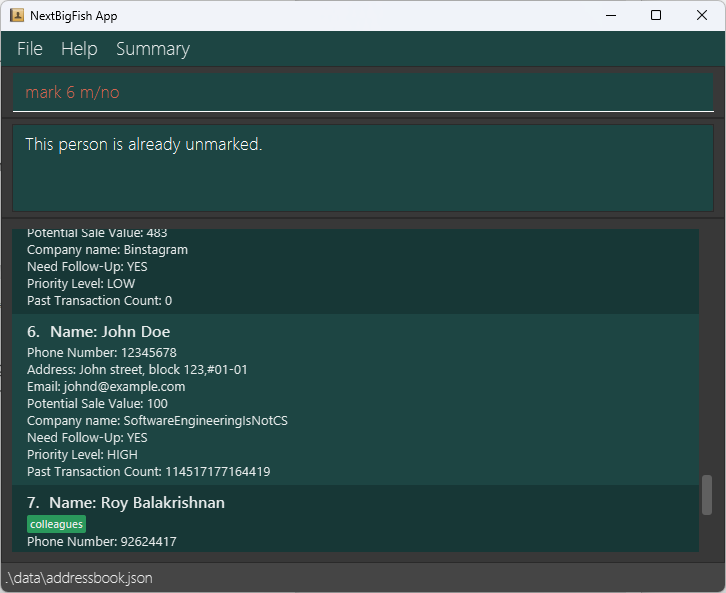 NextBigFish App
File Help Summary
mark 6 m/no
This person is already unmarked.
Potential Sale Value: 483
Company name: Binstagram
Need Follow-Up: YES
Priority Level: LOW
Past Transaction Count: 0
6. Name: John Doe
Phone Number: 12345678
Address: John street, block 123,#01-01
Email: johnd@example.com
Potential Sale Value: 100
Company name: SoftwareEngineeringIsNotCS
Need Follow-Up: YES
Priority Level: HIGH
Past Transaction Count: 114517177164419
7. Name: Roy Balakrishnan
colleagues
Phone Number: 92624417
.\data\addressbook.json